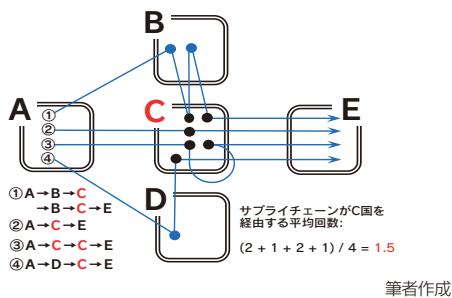 B
A
C
E
①
②
③
④
D
①A→B→C
→B→C→E
②A→C→E
③A→C→C→E
④A→D→C→E
サプライチェーンがC国を
経由する平均回数:
(2 + 1 + 2 + 1) / 4 = 1.5
筆者作成